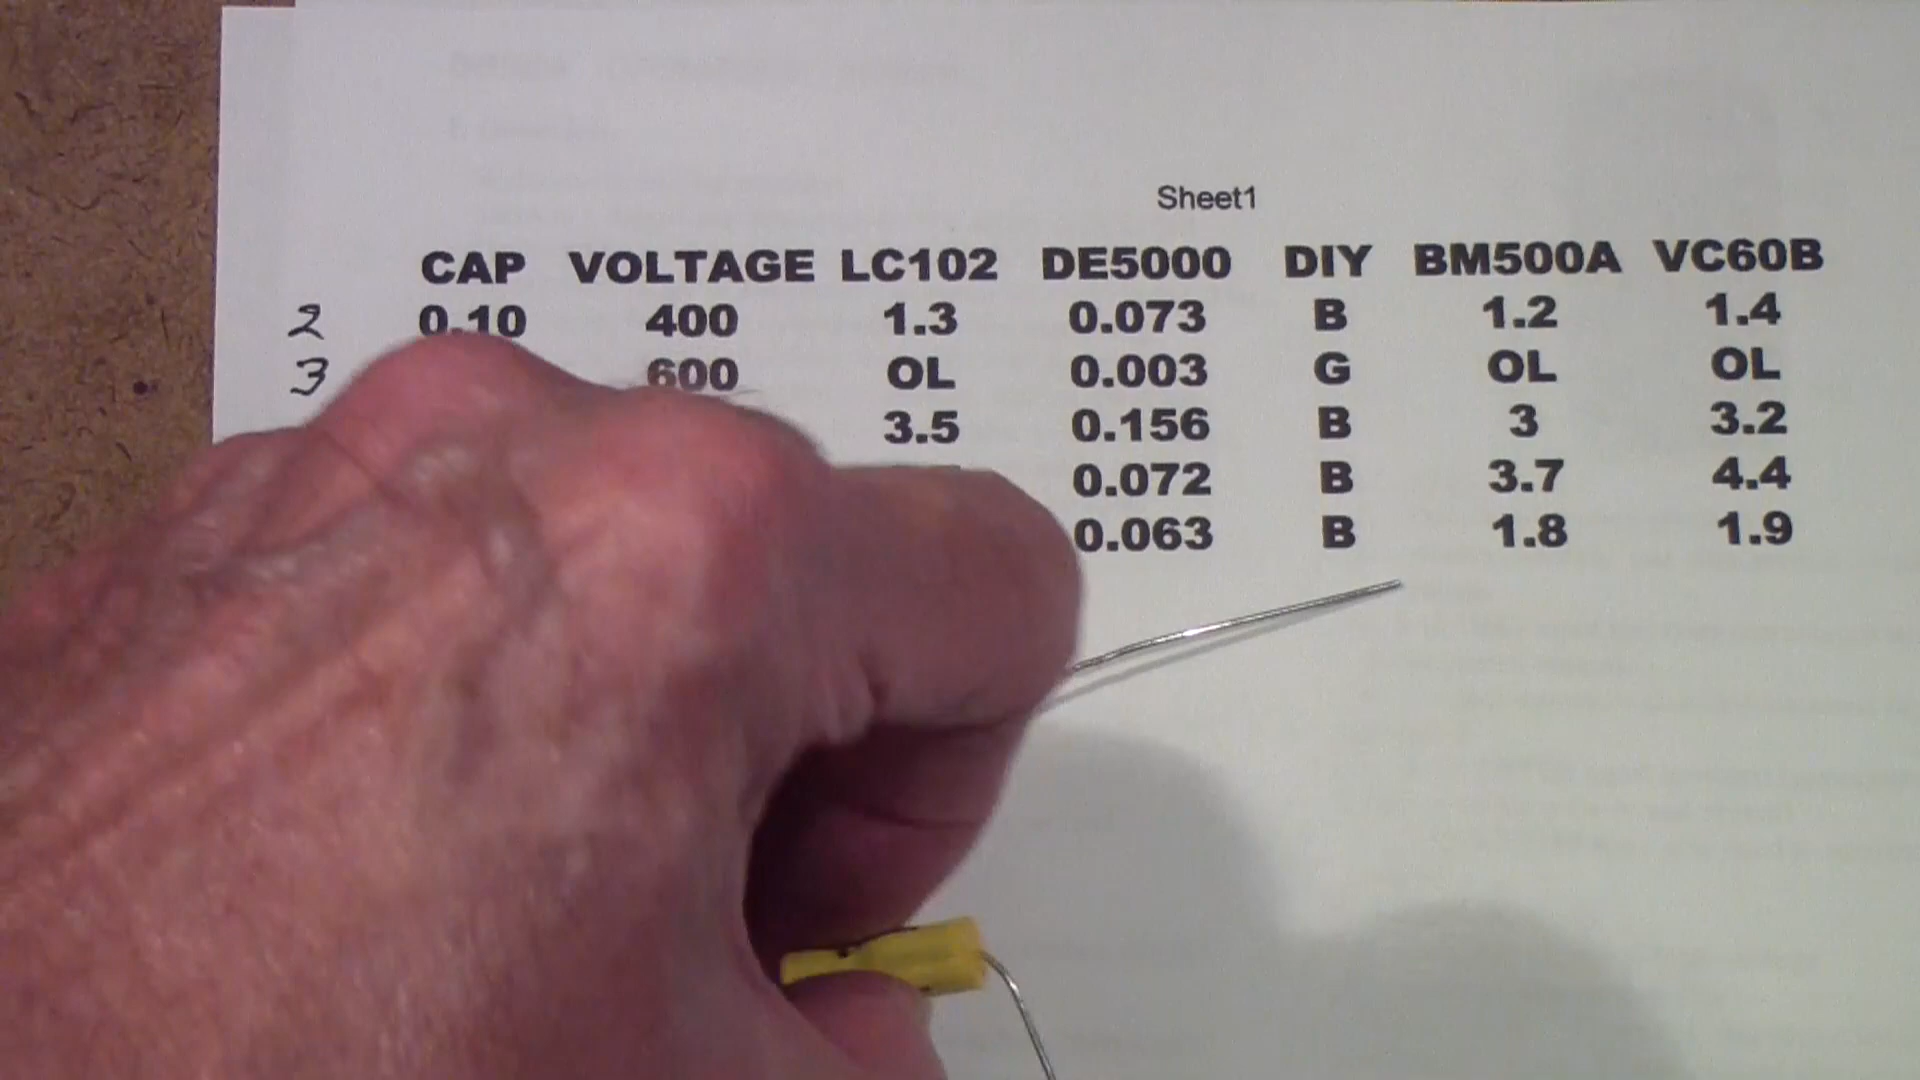 Sheet1
CAP VOLTAGE LC102 DE5000 DIY BM500A VC60B
2 0.10 400 1.3 0.073 B 1.2 1.4
3 600 OL 0.003 G OL OL
3.5 0.156 B 3 3.2
0.072 B 3.7 4.4
0.063 B 1.8 1.9